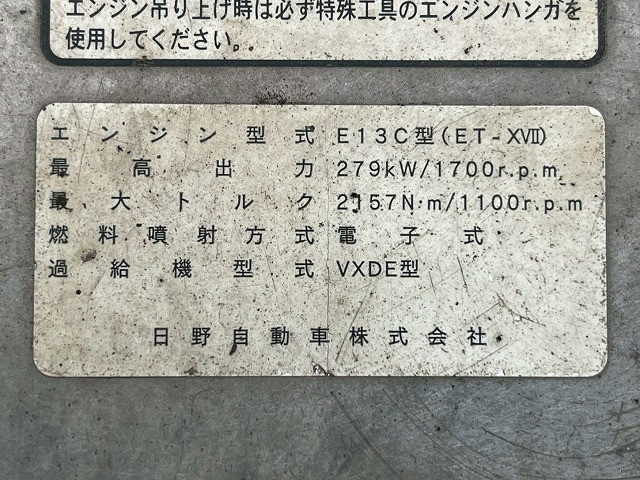 エンジン吊り上げ時は必ず特殊工具のエンジンハンガを
使用してください。
エンジン型式 E13C型(ET-XVII)
最高出力 279kW/1700r.p.m
最大トルク 2157N·m/1100r.p.m
燃料噴射方式 電子式
過給機型式 VXDE型
日野自動車株式会社